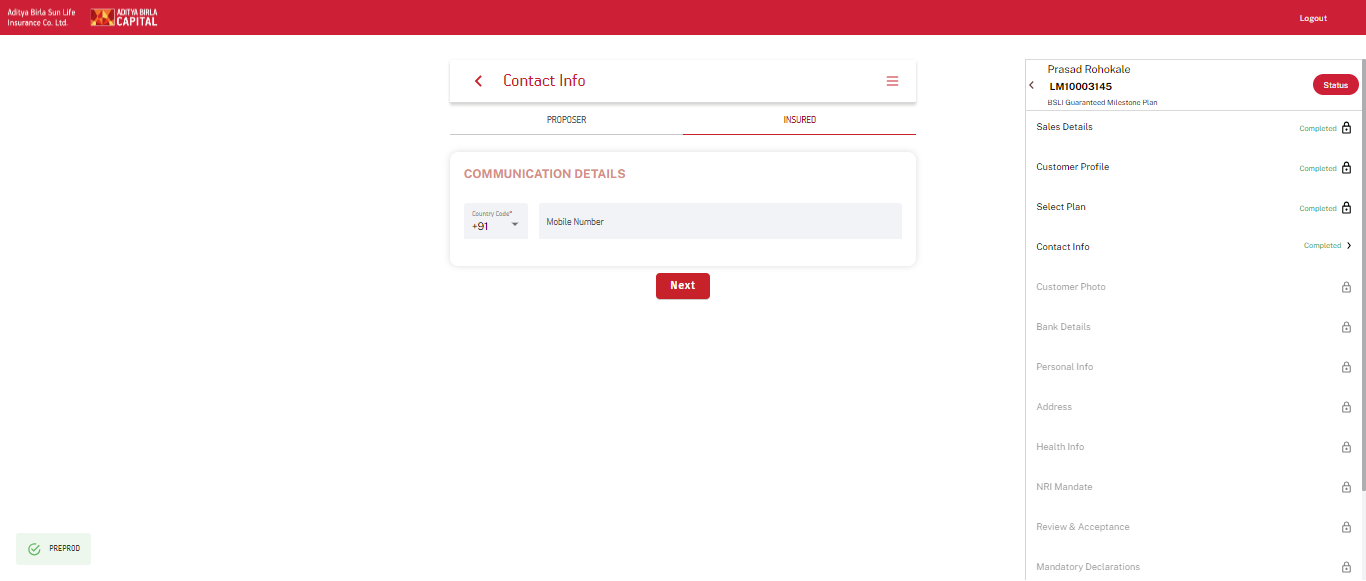 Aditya Birla Sun Life
Insurance Co. Ltd.
ADITYA BIRLA
CAPITAL
Logout
Contact Info
PROPOSER
INSURED
COMMUNICATION DETAILS
Country Code*
+91
Mobile Number
Next
Prasad Rohokale
LM10003145
BSLI Guaranteed Milestone Plan
Status
Sales Details
Completed
Customer Profile
Completed
Select Plan
Completed
Contact Info
Completed
Customer Photo
Bank Details
Personal Info
Address
Health Info
NRI Mandate
Review & Acceptance
Mandatory Declarations
PREPROD